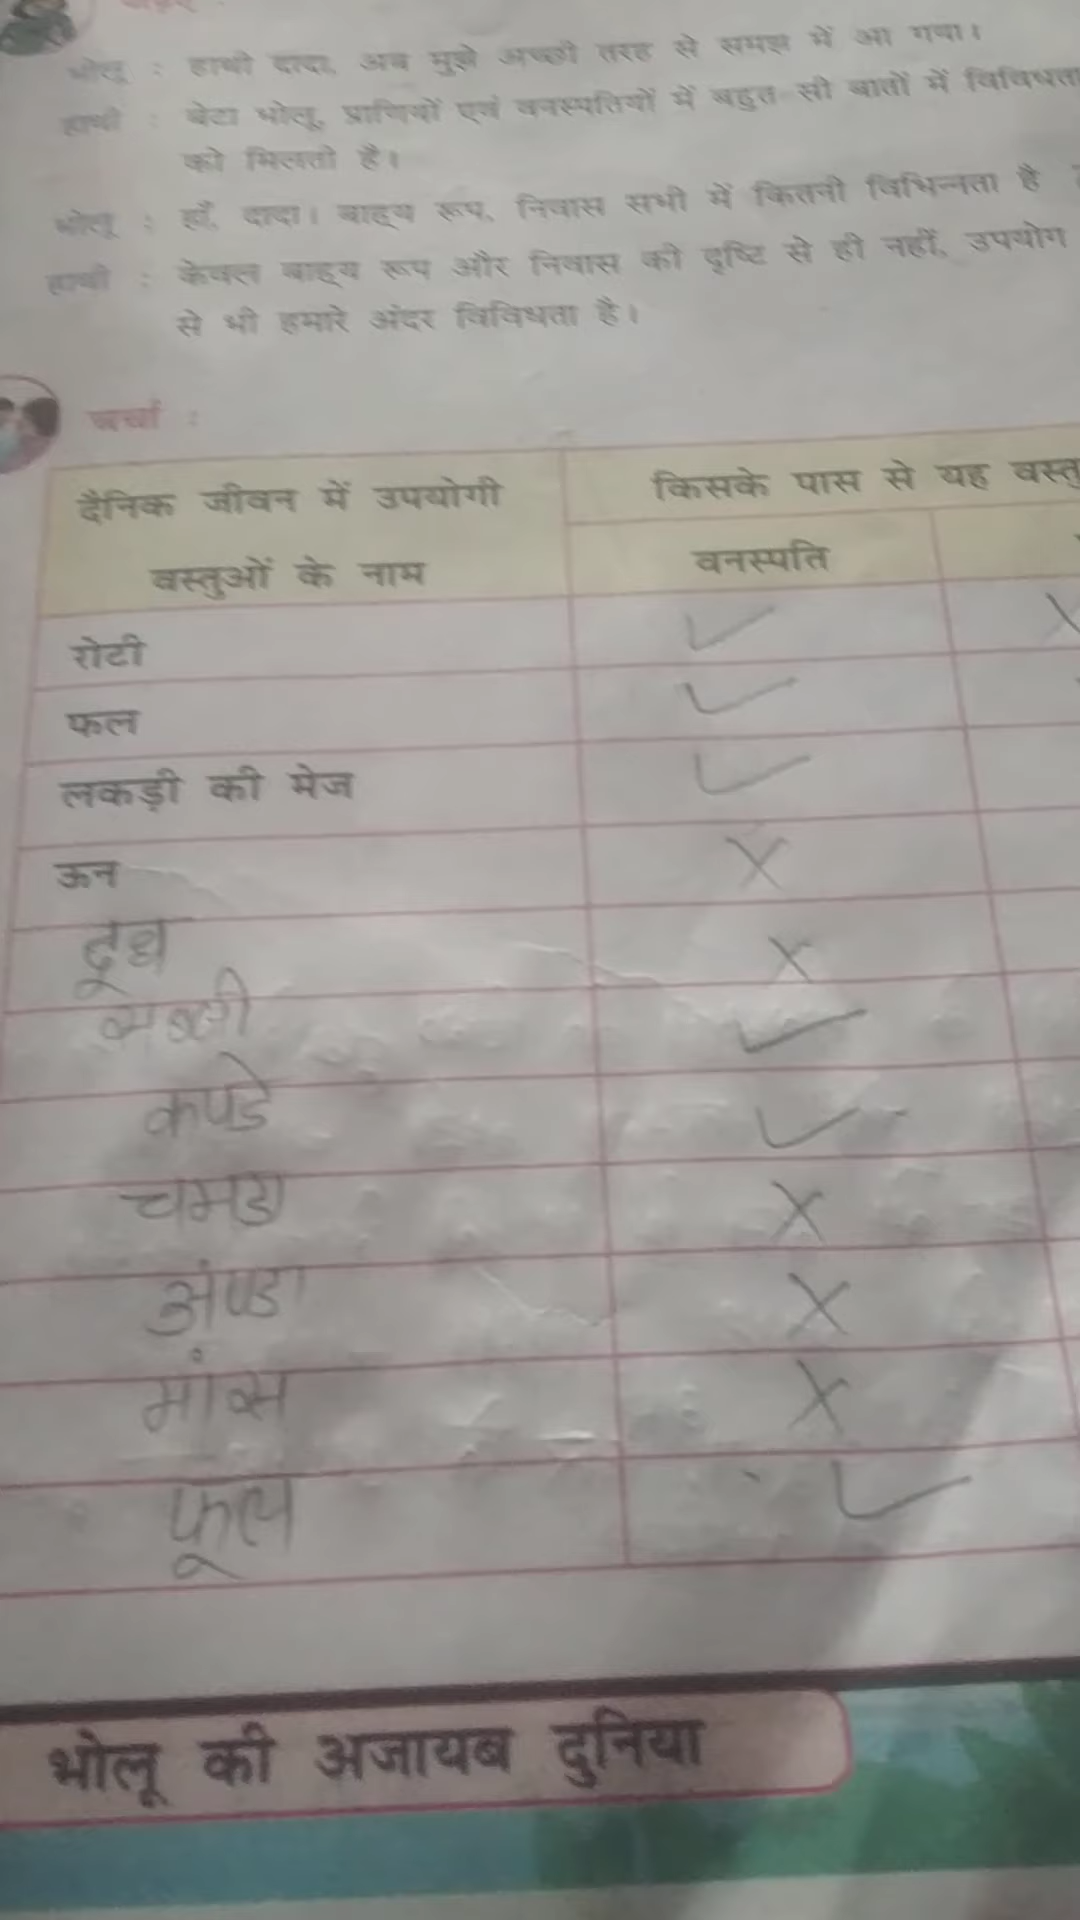 भोलू : हाथी दादा, अब मुझे अच्छी तरह से समझ में आ गया।
हाथी : बेटा भोलू, प्राणियों एवं वनस्पतियों में बहुत सी बातों में विविधता
को मिलती है।
भोलू : हाँ, दादा। बाह्य रूप, निवास सभी में कितनी विभिन्नता है
हाथी : केवल बाह्य रूप और निवास की दृष्टि से ही नहीं, उपयोग
से भी हमारे अंदर विविधता है।
चर्चा :
दैनिक जीवन में उपयोगी
वस्तुओं के नाम
किसके पास से यह वस्तु
वनस्पति
रोटी ✓ X
फल ✓
लकड़ी की मेज ✓
ऊन X
दूध X
सब्जी ✓
कपडे ✓
चमडा X
अंण्डा X
मांस X
फूल ✓
भोलू की अजायब दुनिया